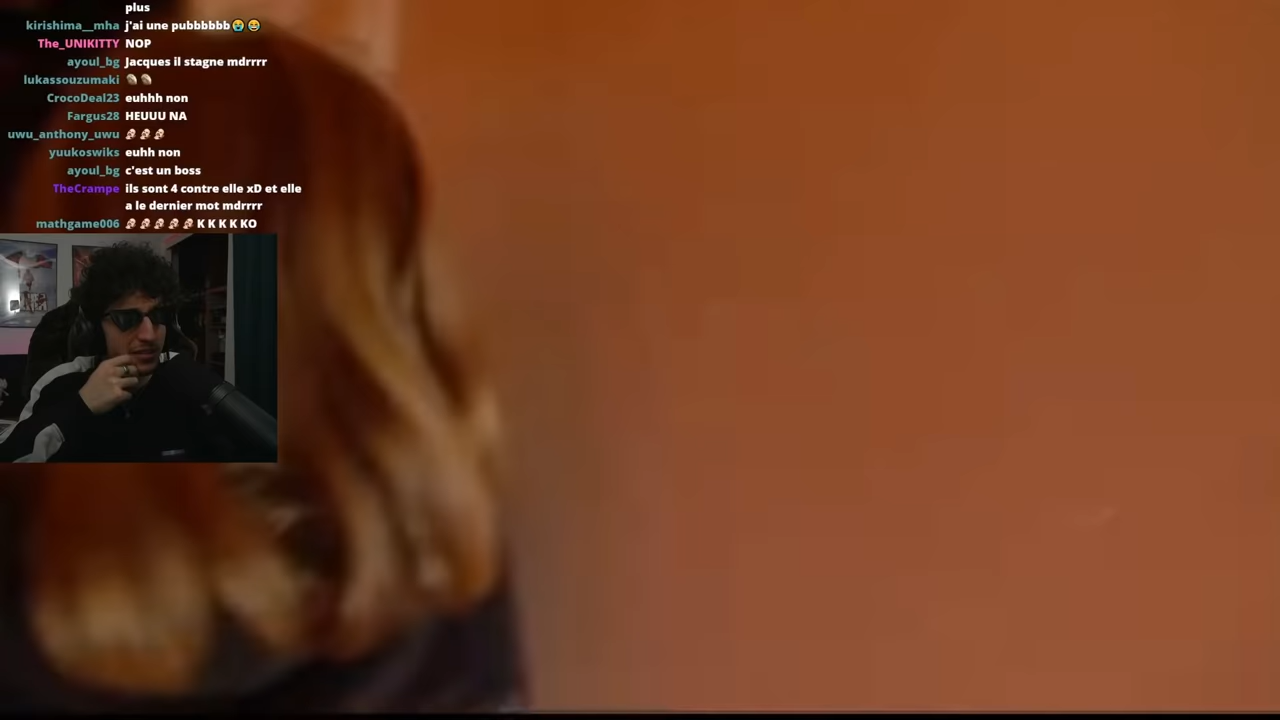 plus
kirishima__mha j'ai une pubbbbbb😭😂
The_UNIKITTY NOP
ayoul_bg Jacques il stagne mdrrrr
lukassouzumaki
CrocoDeal23 euhhh non
Fargus28 HEUUU NA
uwu_anthony_uwu
yuukoswiks euhh non
ayoul_bg c'est un boss
TheCrampe ils sont 4 contre elle xD et elle
a le dernier mot mdrrrr
mathgame006 K K K K KO